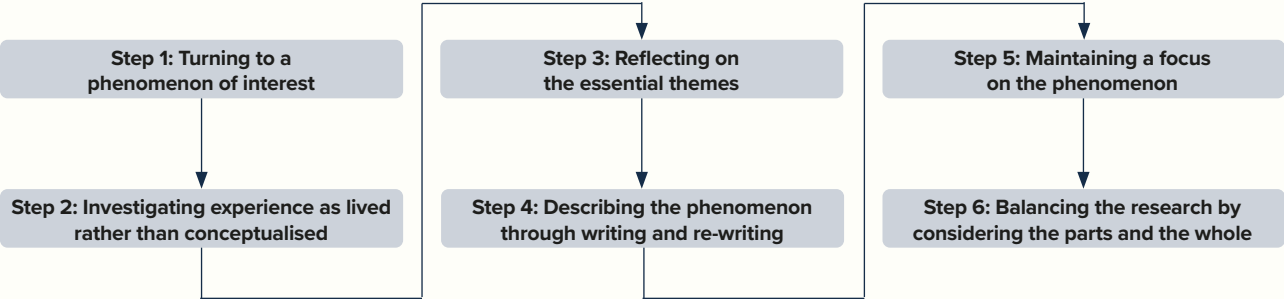 Step 1: Turning to a
phenomenon of interest
Step 2: Investigating experience as lived
rather than conceptualised
Step 3: Reflecting on
the essential themes
Step 4: Describing the phenomenon
through writing and re-writing
Step 5: Maintaining a focus
on the phenomenon
Step 6: Balancing the research by
considering the parts and the whole